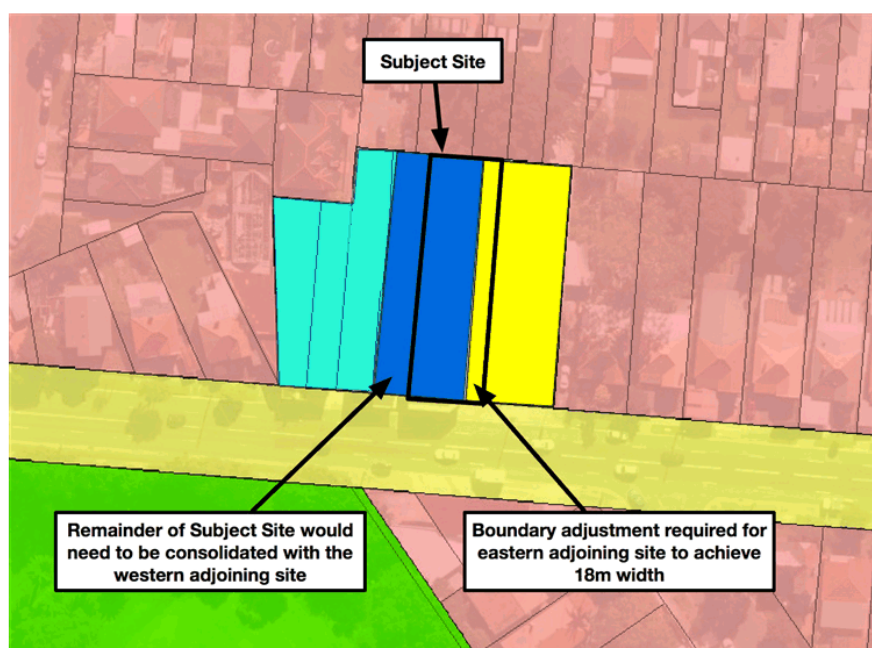 Subject Site
Remainder of Subject Site would
need to be consolidated with the
western adjoining site
Boundary adjustment required for
eastern adjoining site to achieve
18m width